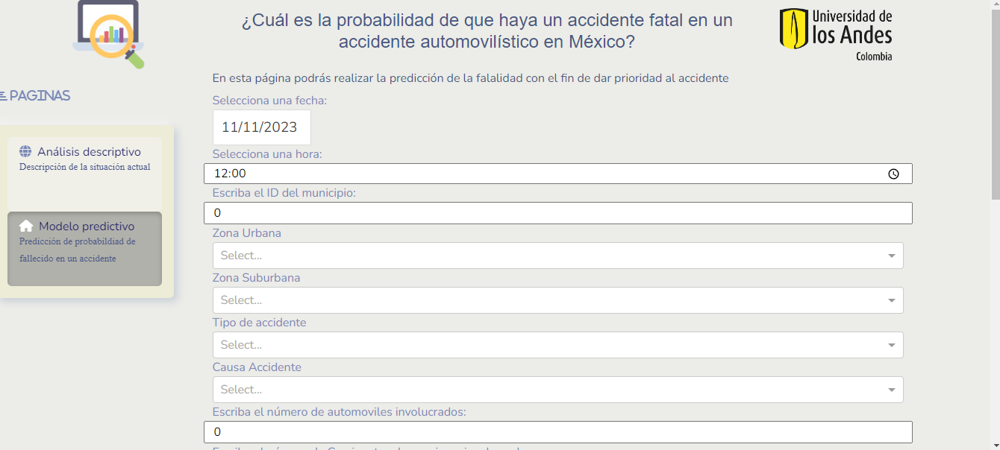 ¿Cuál es la probabilidad de que haya un accidente fatal en un
accidente automovilístico en México?
Universidad de
los Andes
Colombia
En esta página podrás realizar la predicción de la falalidad con el fin de dar prioridad al accidente
PAGINAS
Análisis descriptivo
Descripción de la situación actual
Modelo predictivo
Predicción de probabildiad de
fallecido en un accidente
Selecciona una fecha:
11/11/2023
Selecciona una hora:
12:00
Escriba el ID del municipio:
0
Zona Urbana
Select...
Zona Suburbana
Select...
Tipo de accidente
Select...
Causa Accidente
Select...
Escriba el número de automoviles involucrados:
0